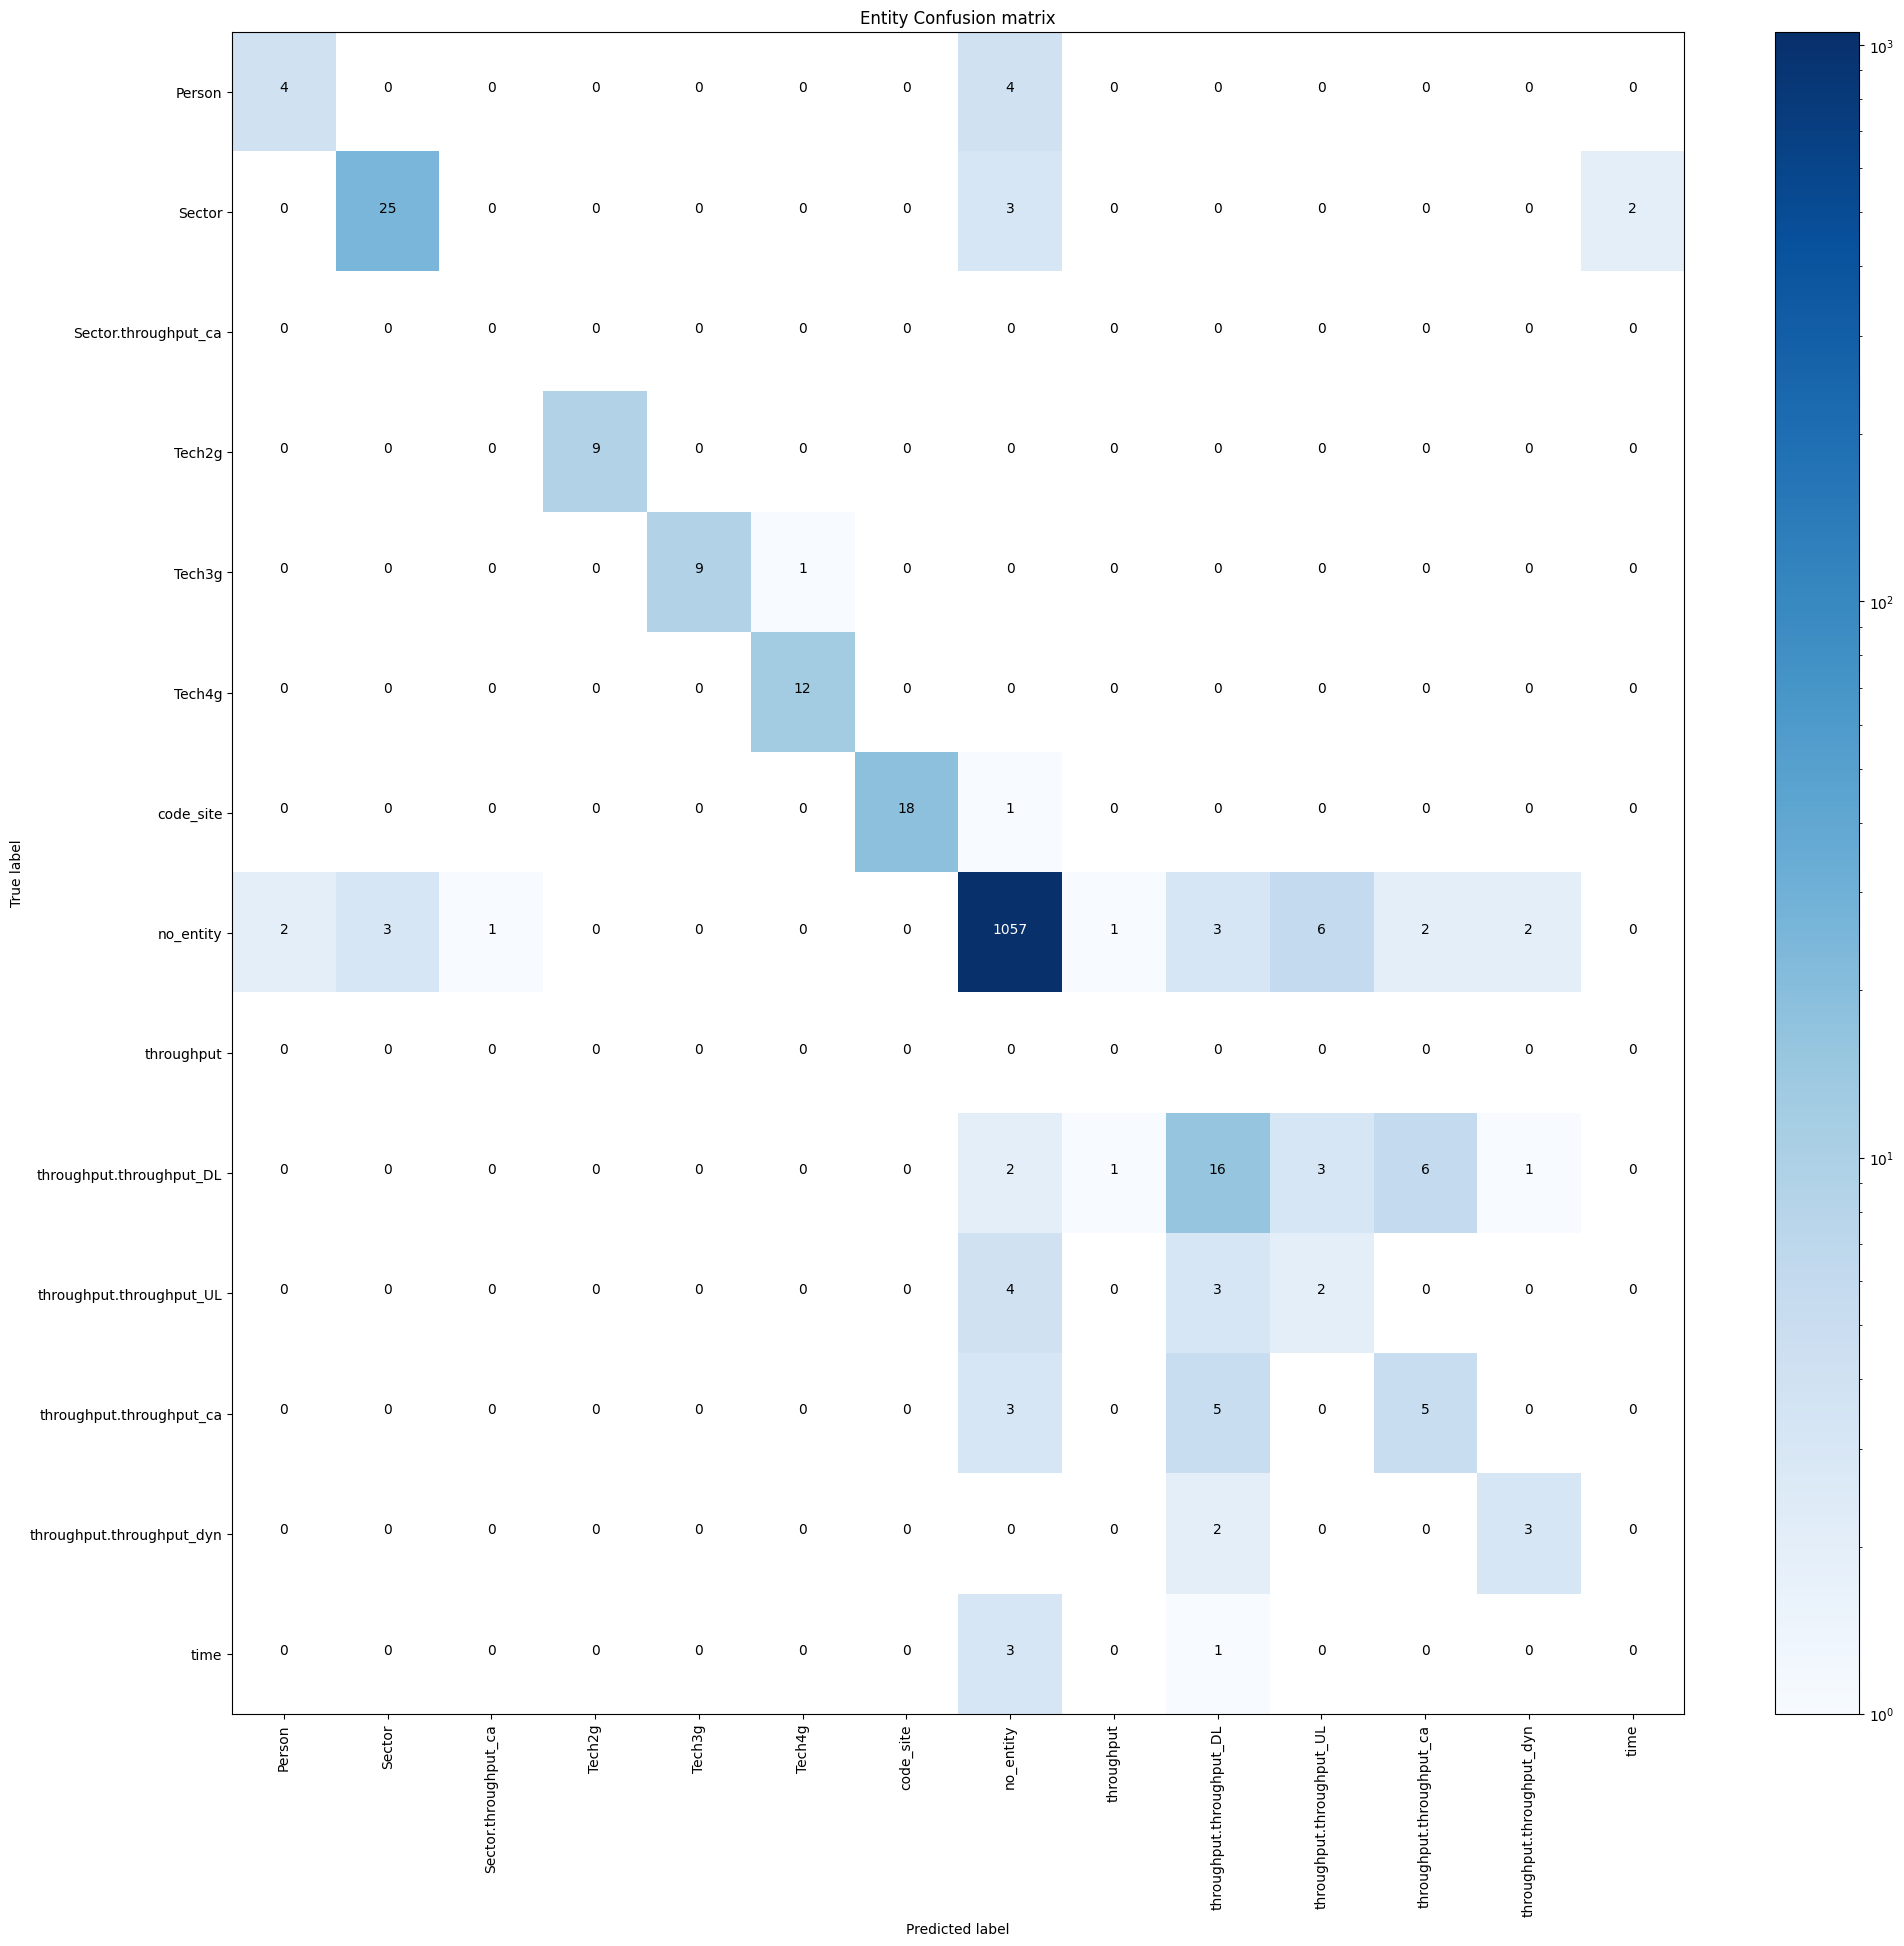 Entity Confusion matrix
Person 4 0 0 0 0 0 0 4 0 0 0 0 0 0
Sector 0 25 0 0 0 0 0 3 0 0 0 0 0 2
Sector.throughput_ca 0 0 0 0 0 0 0 0 0 0 0 0 0 0
Tech2g 0 0 0 9 0 0 0 0 0 0 0 0 0 0
Tech3g 0 0 0 0 9 1 0 0 0 0 0 0 0 0
Tech4g 0 0 0 0 0 12 0 0 0 0 0 0 0 0
code_site 0 0 0 0 0 0 18 1 0 0 0 0 0 0
no_entity 2 3 1 0 0 0 0 1057 1 3 6 2 2 0
throughput 0 0 0 0 0 0 0 0 0 0 0 0 0 0
throughput.throughput_DL 0 0 0 0 0 0 0 2 1 16 3 6 1 0
throughput.throughput_UL 0 0 0 0 0 0 0 4 0 3 2 0 0 0
throughput.throughput_ca 0 0 0 0 0 0 0 3 0 5 0 5 0 0
throughput.throughput_dyn 0 0 0 0 0 0 0 0 0 2 0 0 3 0
time 0 0 0 0 0 0 0 3 0 1 0 0 0 0
True label
Person
Sector
Sector.throughput_ca
Tech2g
Tech3g
Tech4g
code_site
no_entity
throughput
throughput.throughput_DL
throughput.throughput_UL
throughput.throughput_ca
throughput.throughput_dyn
time
Predicted label
10³
10²
10¹
10⁰